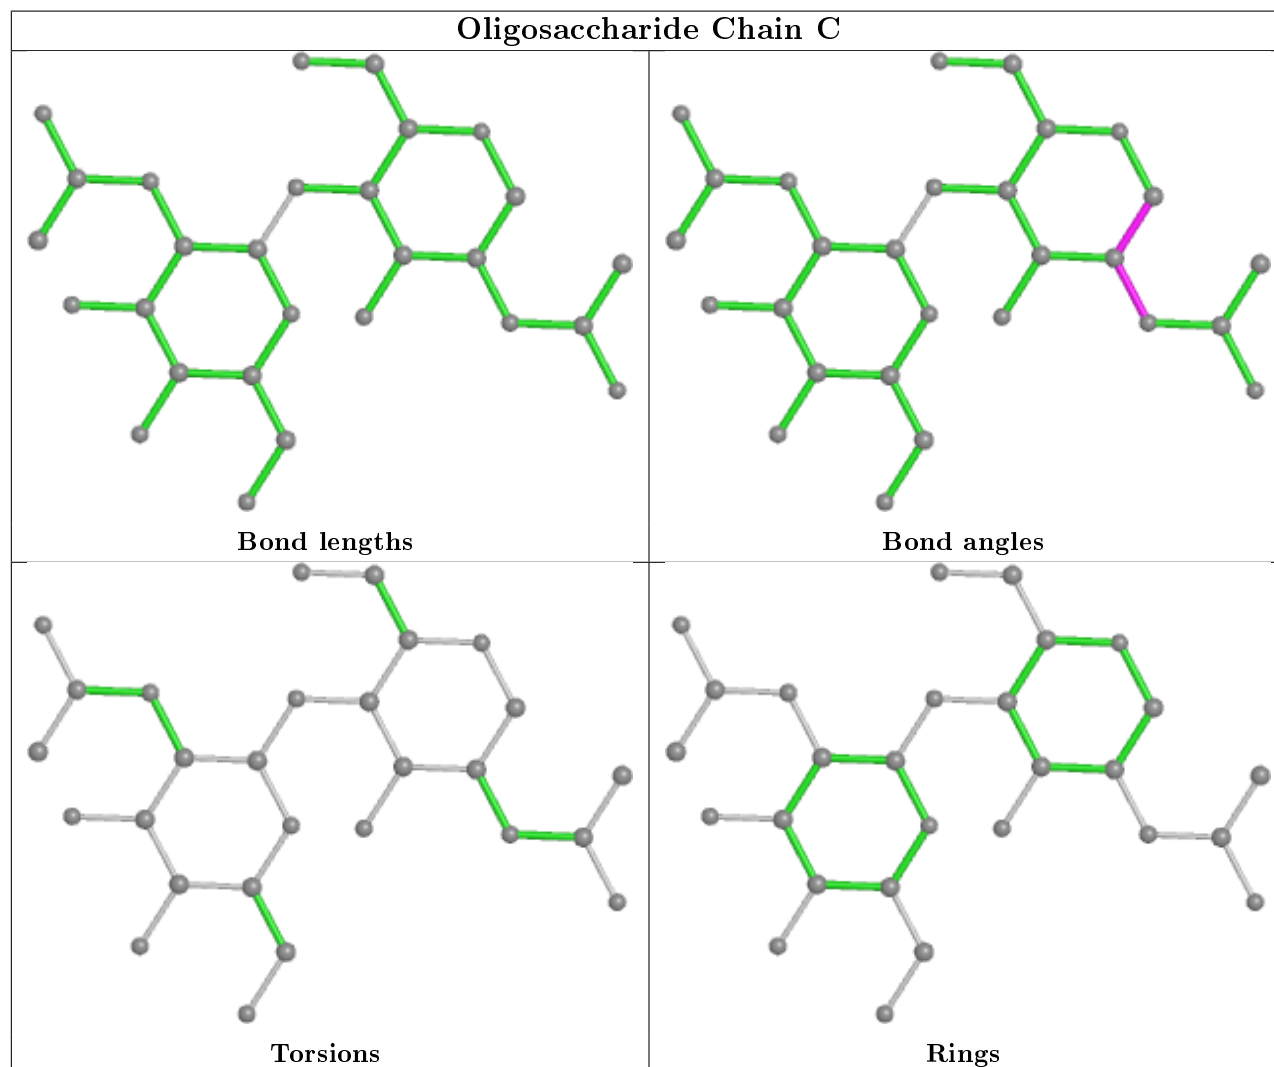 Oligosaccharide Chain C
Bond lengths
Bond angles
Torsions
Rings